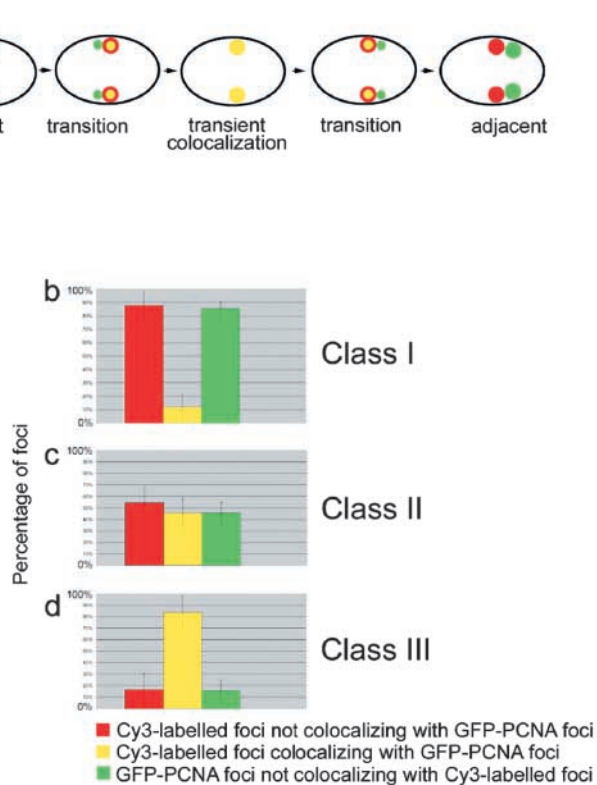 t transition transient transition adjacent
colocalization
b 100%
0%
Class I
c 100%
0%
Class II
d 100%
0%
Class III
Percentage of foci
Cy3-labelled foci not colocalizing with GFP-PCNA foci
Cy3-labelled foci colocalizing with GFP-PCNA foci
GFP-PCNA foci not colocalizing with Cy3-labelled foci